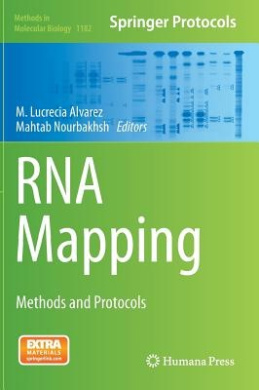 Methods in
Molecular Biology 1182
Springer Protocols
M. Lucrecia Alvarez
Mahtab Nourbakhsh Editors
RNA
Mapping
Methods and Protocols
EXTRA
MATERIALS
Humana Press